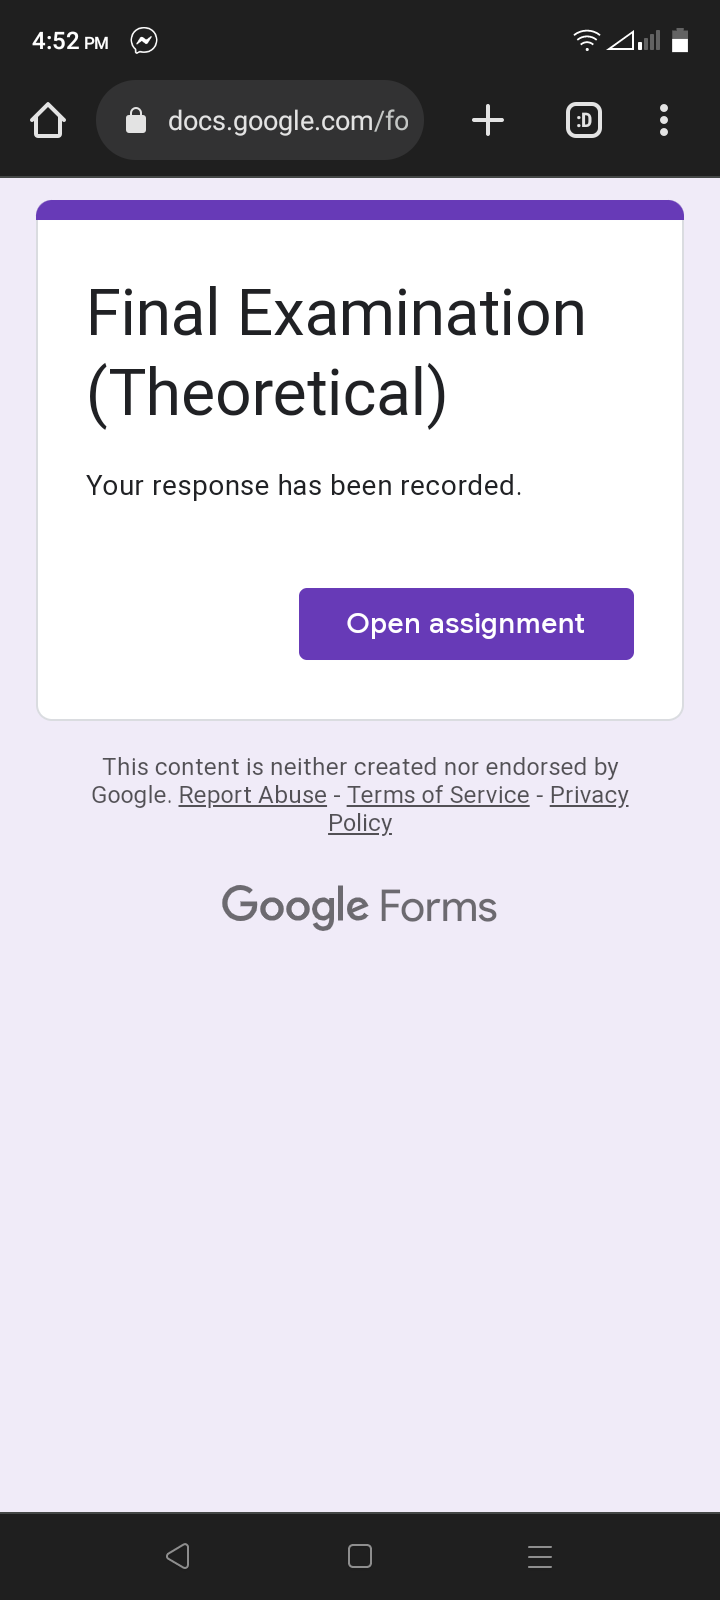 4:52 PM
docs.google.com/fo
:D
Final Examination
(Theoretical)
Your response has been recorded.
Open assignment
This content is neither created nor endorsed by
Google. Report Abuse - Terms of Service - Privacy
Policy
Google Forms